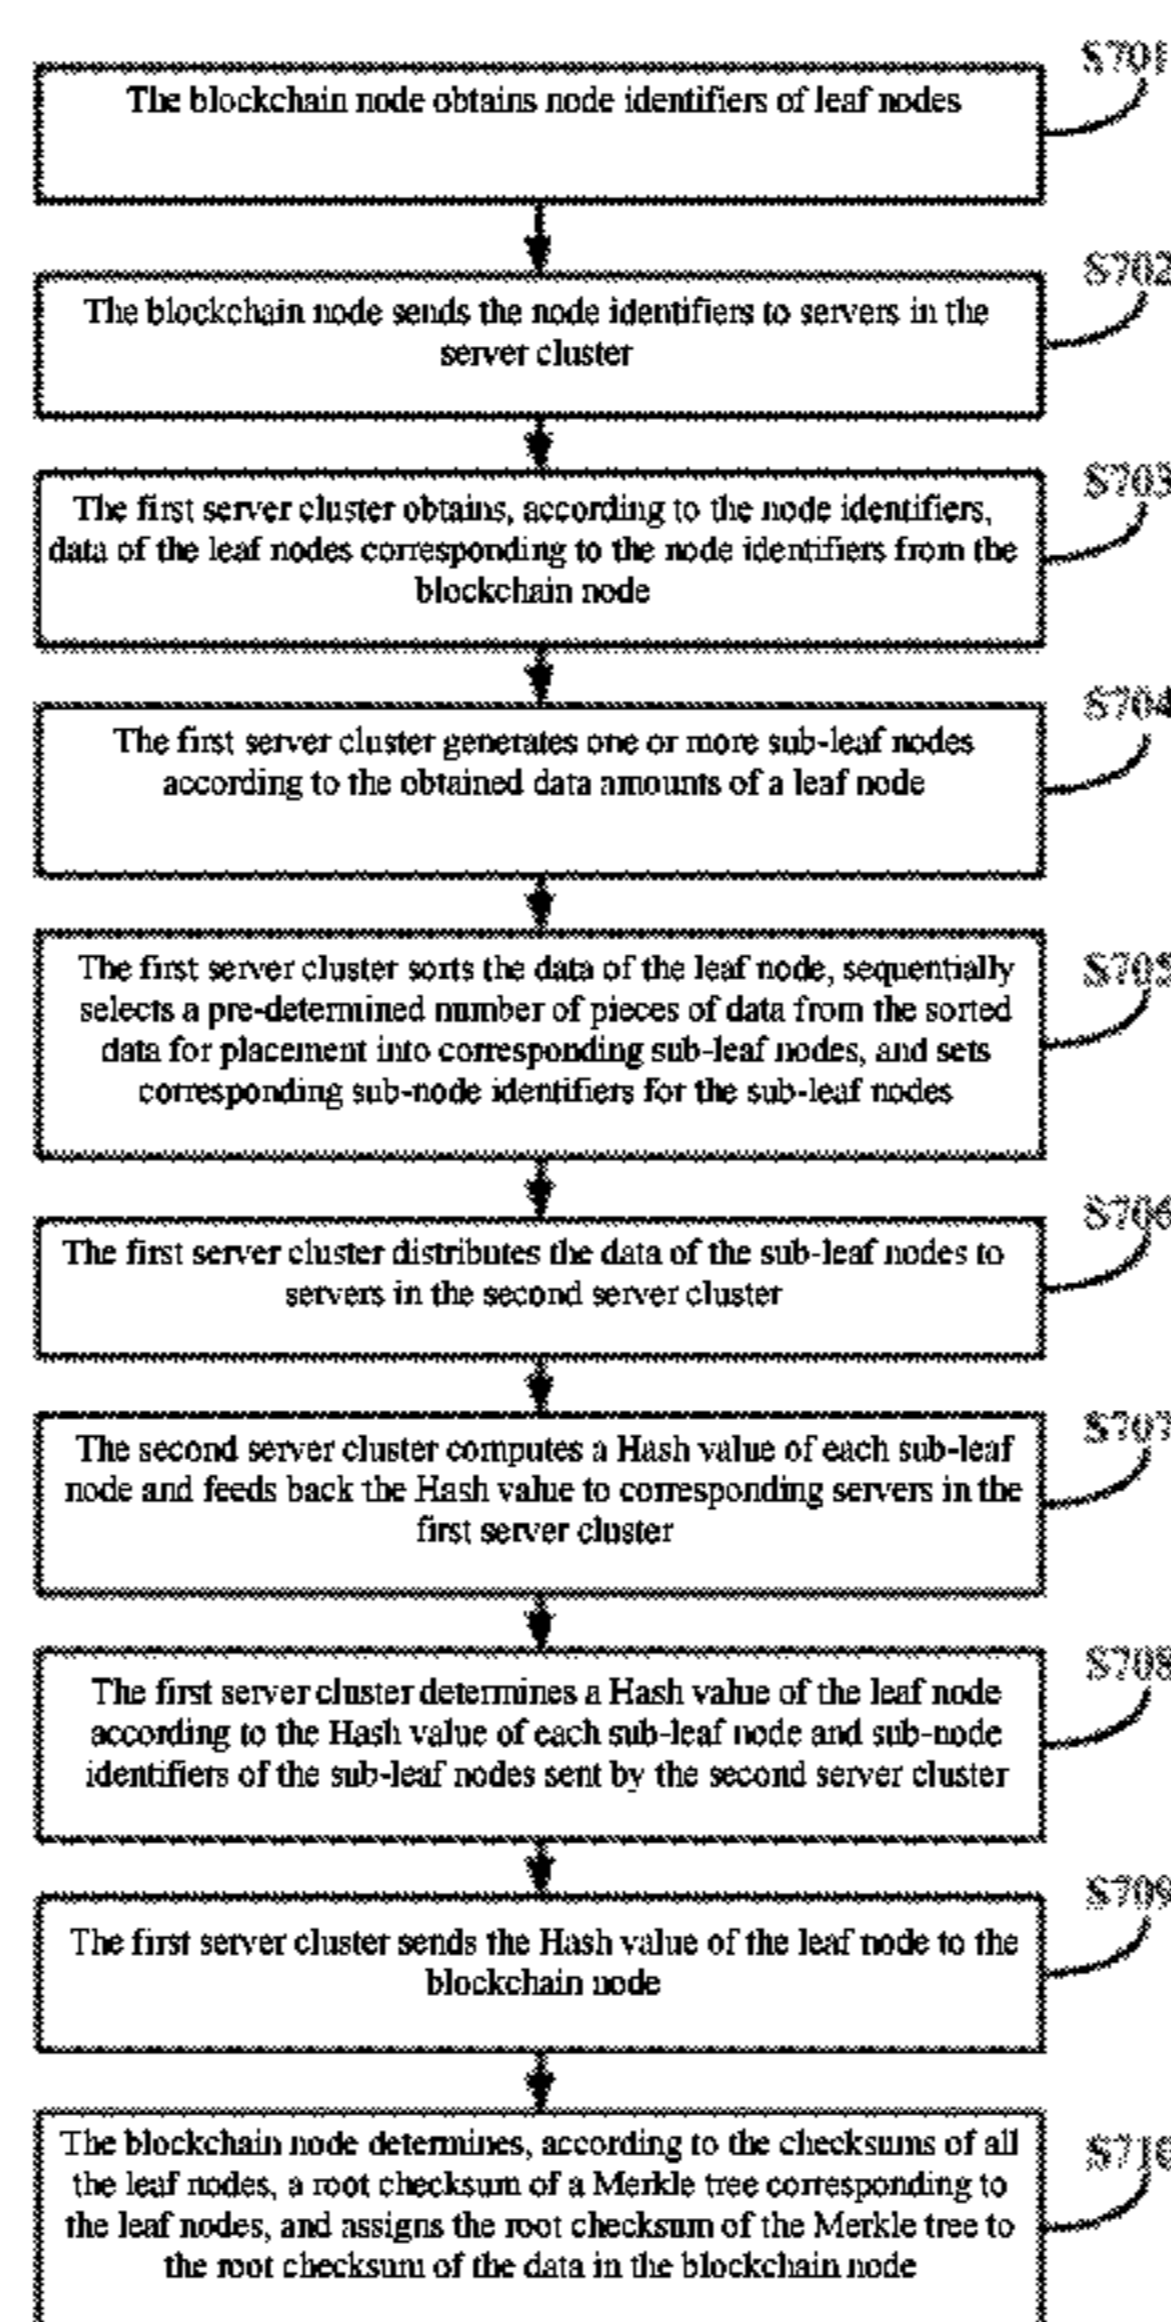 S701
The blockchain node obtains node identifiers of leaf nodes
S702
The blockchain node sends the node identifiers to servers in the
server cluster
S703
The first server cluster obtains, according to the node identifiers,
data of the leaf nodes corresponding to the node identifiers from the
blockchain node
S704
The first server cluster generates one or more sub-leaf nodes
according to the obtained data amounts of a leaf node
S705
The first server cluster sorts the data of the leaf node, sequentially
selects a pre-determined number of pieces of data from the sorted
data for placement into corresponding sub-leaf nodes, and sets
corresponding sub-node identifiers for the sub-leaf nodes
S706
The first server cluster distributes the data of the sub-leaf nodes to
servers in the second server cluster
S707
The second server cluster computes a Hash value of each sub-leaf
node and feeds back the Hash value to corresponding servers in the
first server cluster
S708
The first server cluster determines a Hash value of the leaf node
according to the Hash value of each sub-leaf node and sub-node
identifiers of the sub-leaf nodes sent by the second server cluster
S709
The first server cluster sends the Hash value of the leaf node to the
blockchain node
S710
The blockchain node determines, according to the checksums of all
the leaf nodes, a root checksum of a Merkle tree corresponding to
the leaf nodes, and assigns the root checksum of the Merkle tree to
the root checksum of the data in the blockchain node